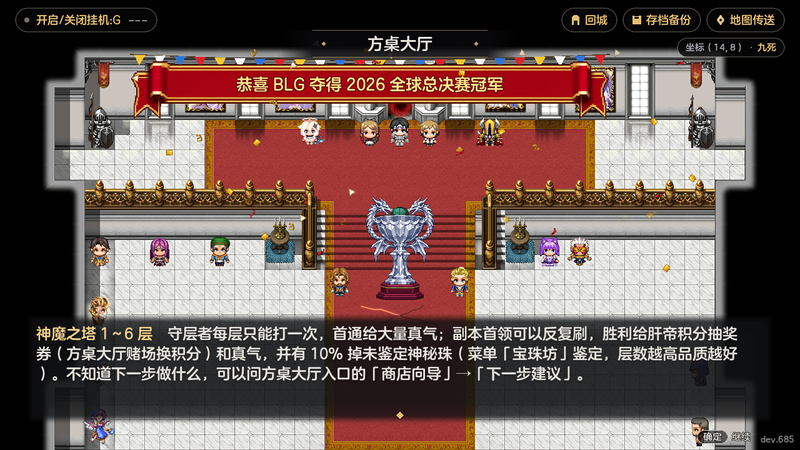 开启/关闭挂机:G ---
回城
存档备份
地图传送
方桌大厅
坐标（14,8）· 九死
恭喜 BLG 夺得 2026 全球总决赛冠军
神魔之塔 1～6 层 守层者每层只能打一次，首通给大量真气；副本首领可以反复刷，胜利给肝帝积分抽奖
券（方桌大厅赌场换积分）和真气，并有 10% 掉未鉴定神秘珠（菜单「宝珠坊」鉴定，层数越高品质越好
）。不知道下一步做什么，可以问方桌大厅入口的「商店向导」→「下一步建议」。
确定 继续
dev.685